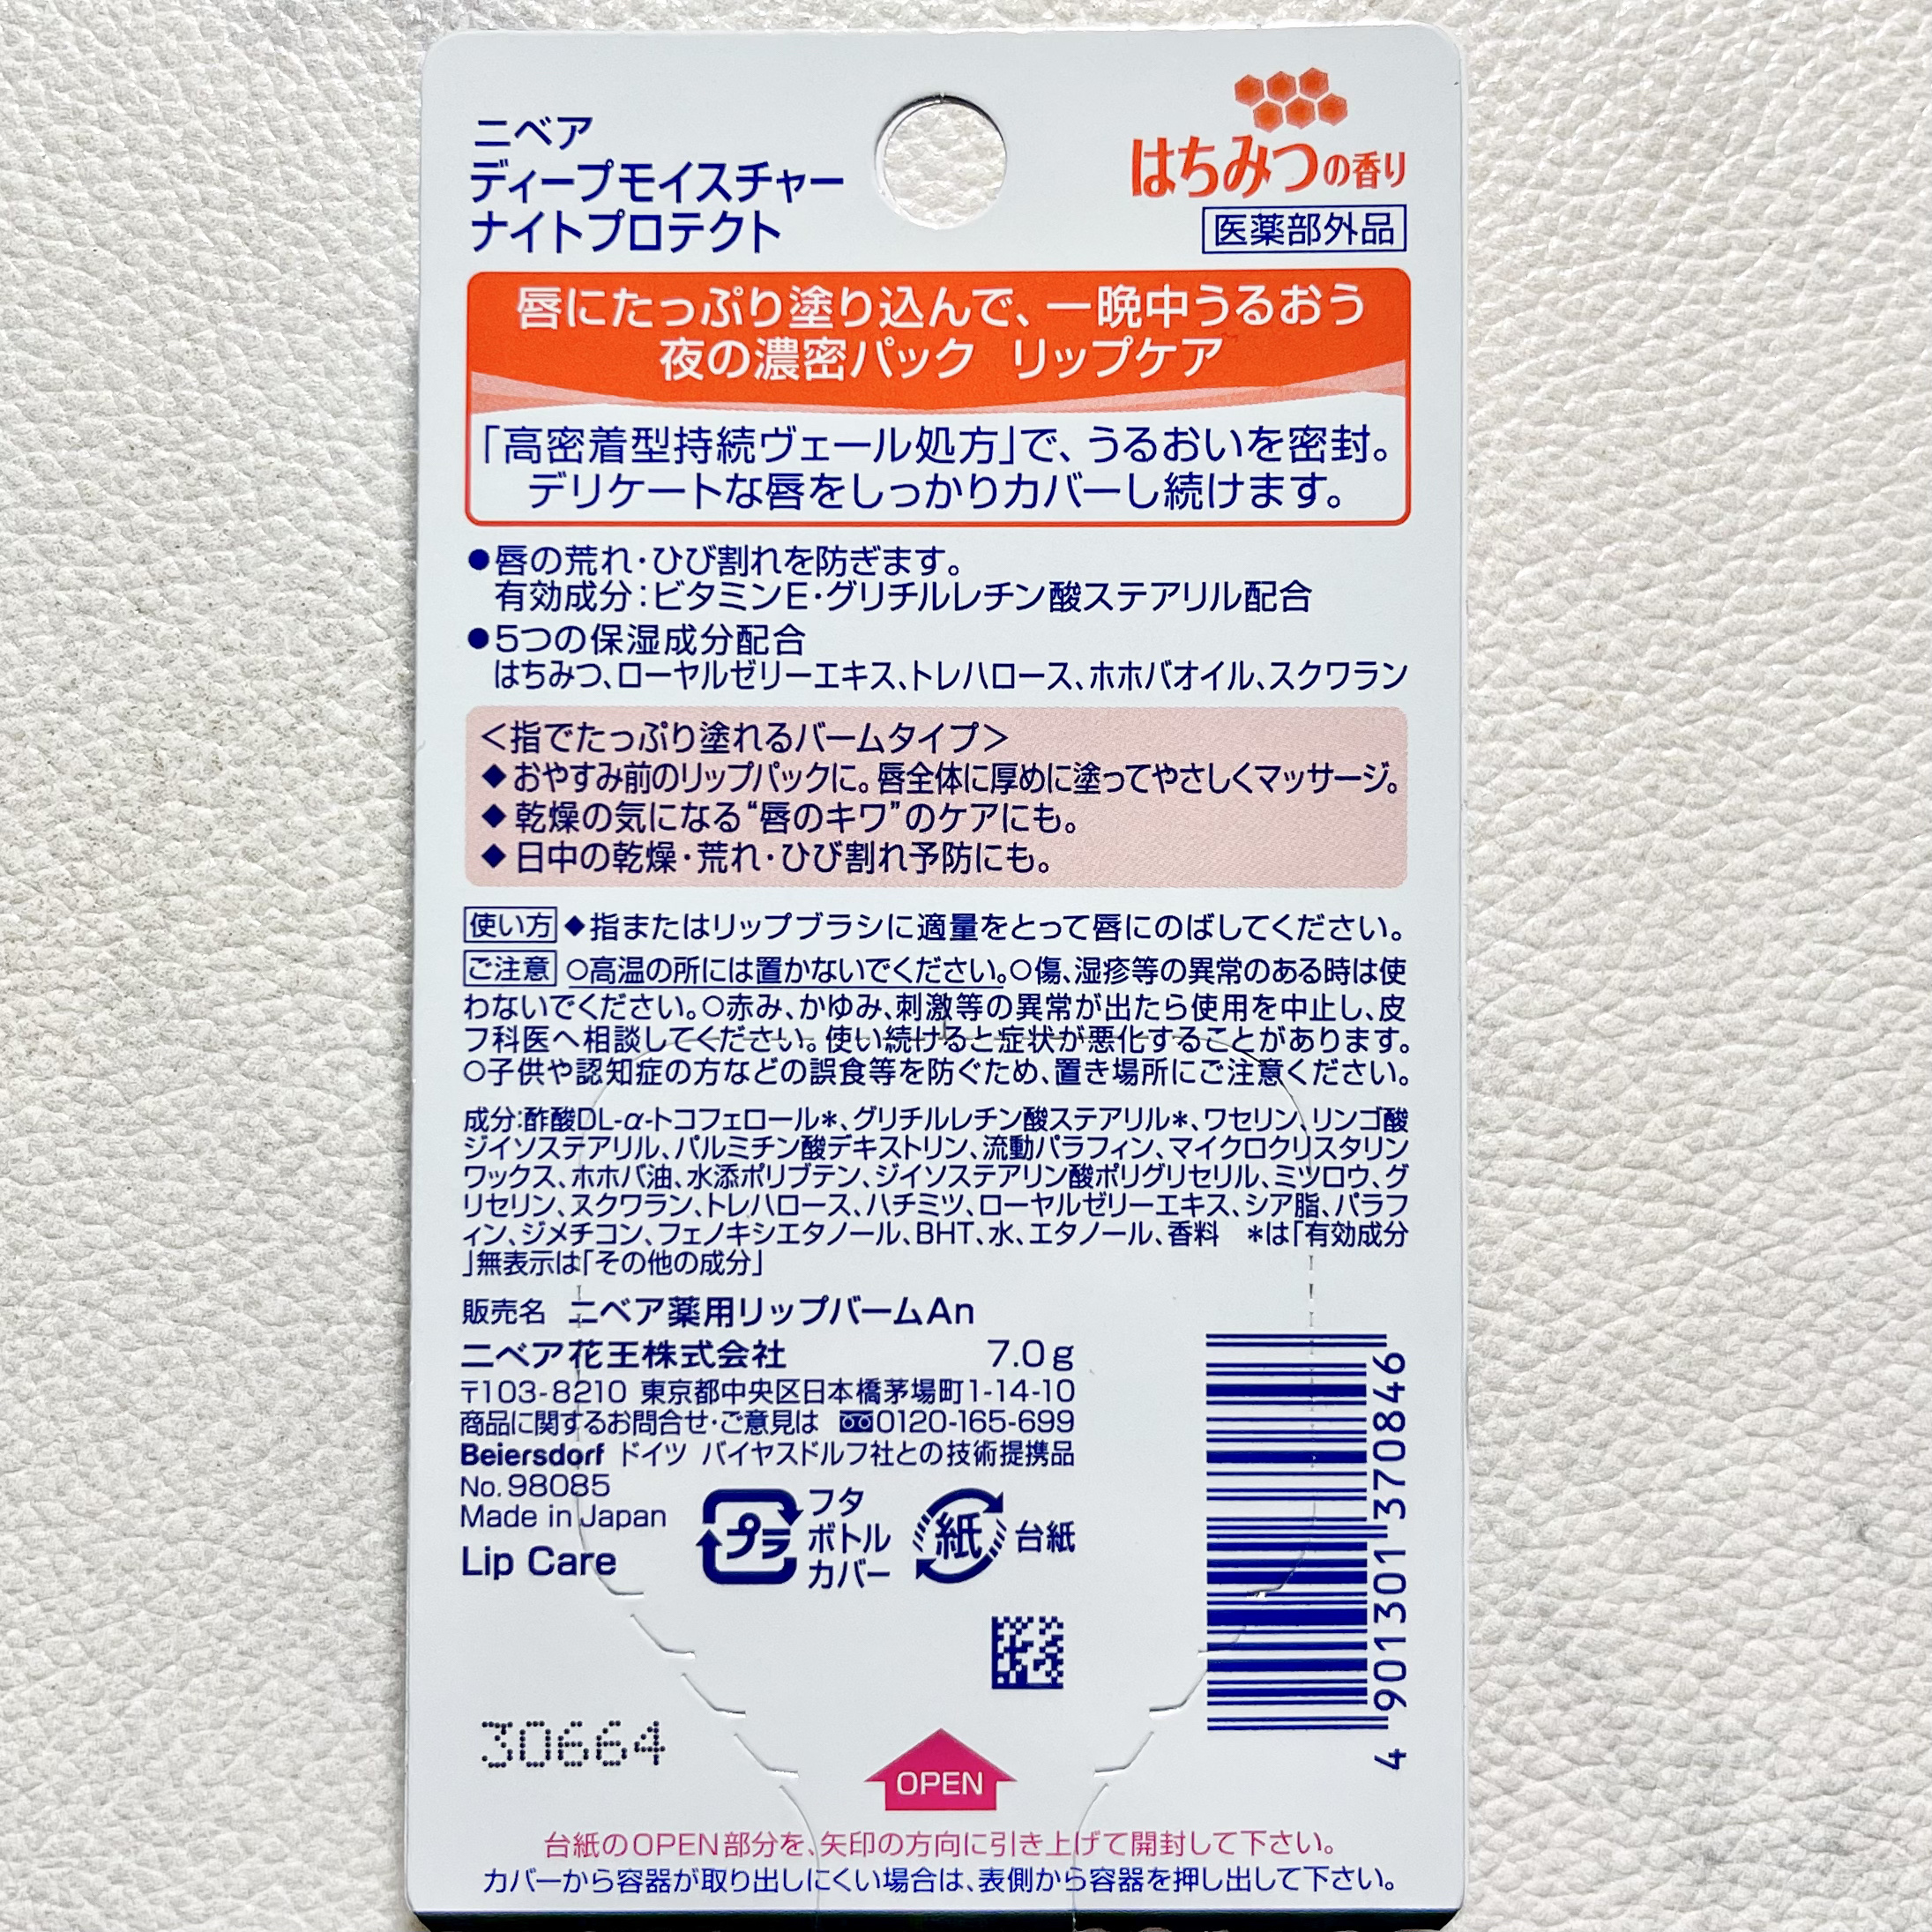 ニベア
ディープモイスチャー
ナイトプロテクト
はちみつの香り
医薬部外品
唇にたっぷり塗り込んで、一晩中うるおう
夜の濃密パック リップケア
「高密着型持続ヴェール処方」で、うるおいを密封。
デリケートな唇をしっかりカバーし続けます。
●唇の荒れ・ひび割れを防ぎます。
有効成分：ビタミンE・グリチルレチン酸ステアリル配合
●5つの保湿成分配合
はちみつ、ローヤルゼリーエキス、トレハロース、ホホバオイル、スクワラン
＜指でたっぷり塗れるバームタイプ＞
◆おやすみ前のリップパックに。唇全体に厚めに塗ってやさしくマッサージ。
◆乾燥の気になる“唇のキワ”のケアにも。
◆日中の乾燥・荒れ・ひび割れ予防にも。
使い方 ◆指またはリップブラシに適量をとって唇にのばしてください。
ご注意 ○高温の所には置かないでください。○傷、湿疹等の異常のある時は使
わないでください。○赤み、かゆみ、刺激等の異常が出たら使用を中止し、皮
フ科医へ相談してください。使い続けると症状が悪化することがあります。
○子供や認知症の方などの誤食等を防ぐため、置き場所にご注意ください。
成分:酢酸DL-α-トコフェロール＊、グリチルレチン酸ステアリル＊、ワセリン、リンゴ酸
ジイソステアリル、パルミチン酸デキストリン、流動パラフィン、マイクロクリスタリン
ワックス、ホホバ油、水添ポリブテン、ジイソステアリン酸ポリグリセリル、ミツロウ、グ
リセリン、スクワラン、トレハロース、ハチミツ、ローヤルゼリーエキス、シア脂、パラフ
ィン、ジメチコン、フェノキシエタノール、BHT、水、エタノール、香料 ＊は「有効成分
」無表示は「その他の成分」
販売名 ニベア薬用リップバームAn
ニベア花王株式会社 7.0g
〒103-8210 東京都中央区日本橋茅場町1-14-10
商品に関するお問合せ・ご意見は 0120-165-699
Beiersdorf ドイツ バイヤスドルフ社との技術提携品
No.98085
Made in Japan
Lip Care
プラ
フタ
ボトル
カバー
紙
台紙
4 901301 370846
30664
OPEN
台紙のOPEN部分を、矢印の方向に引き上げて開封して下さい。
カバーから容器が取り出しにくい場合は、表側から容器を押し出して下さい。